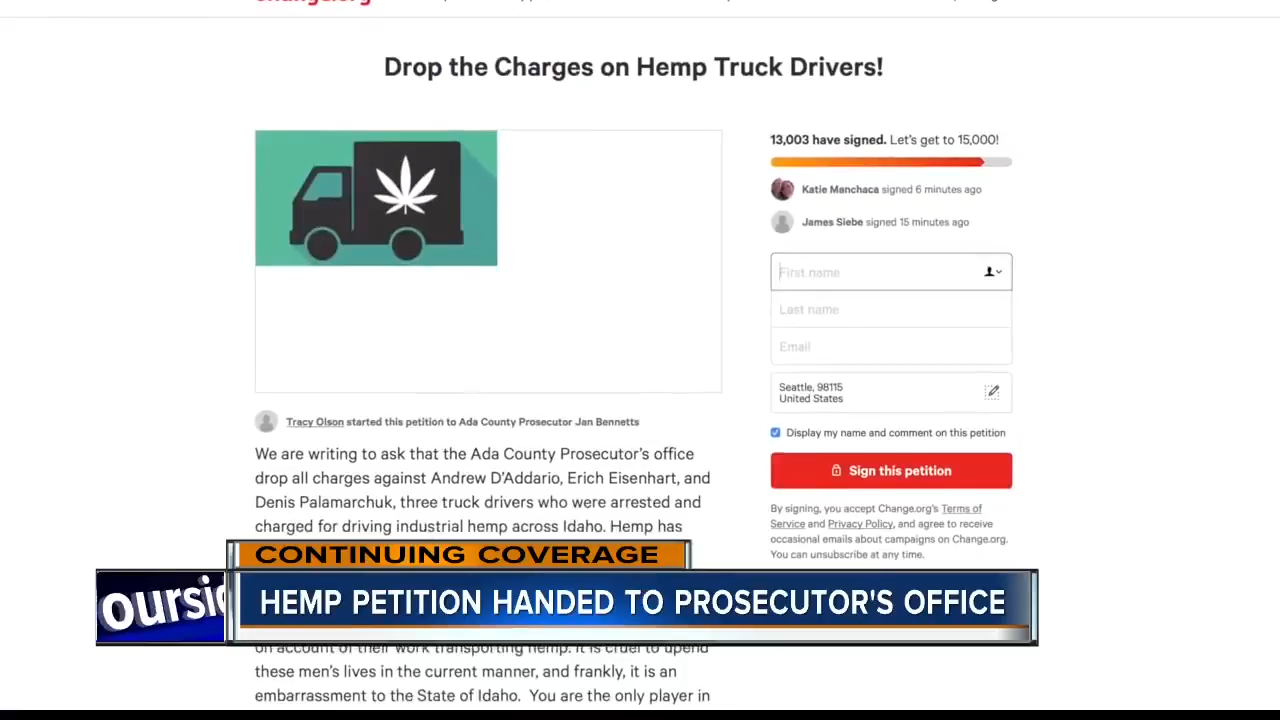 change.org
Drop the Charges on Hemp Truck Drivers!
13,003 have signed. Let's get to 15,000!
Katie Manchaca signed 6 minutes ago
James Siebe signed 15 minutes ago
First name
Last name
Email
Seattle, 98115
United States
Display my name and comment on this petition
Sign this petition
By signing, you accept Change.org's Terms of
Service and Privacy Policy, and agree to receive
occasional emails about campaigns on Change.org.
You can unsubscribe at any time.
Tracy Olson started this petition to Ada County Prosecutor Jan Bennetts
We are writing to ask that the Ada County Prosecutor's office
drop all charges against Andrew D'Addario, Erich Eisenhart, and
Denis Palamarchuk, three truck drivers who were arrested and
charged for driving industrial hemp across Idaho. Hemp has
CONTINUING COVERAGE
oursi
HEMP PETITION HANDED TO PROSECUTOR'S OFFICE
on account of their work transporting hemp. It is cruel to upend
these men's lives in the current manner, and frankly, it is an
embarrassment to the State of Idaho. You are the only player in